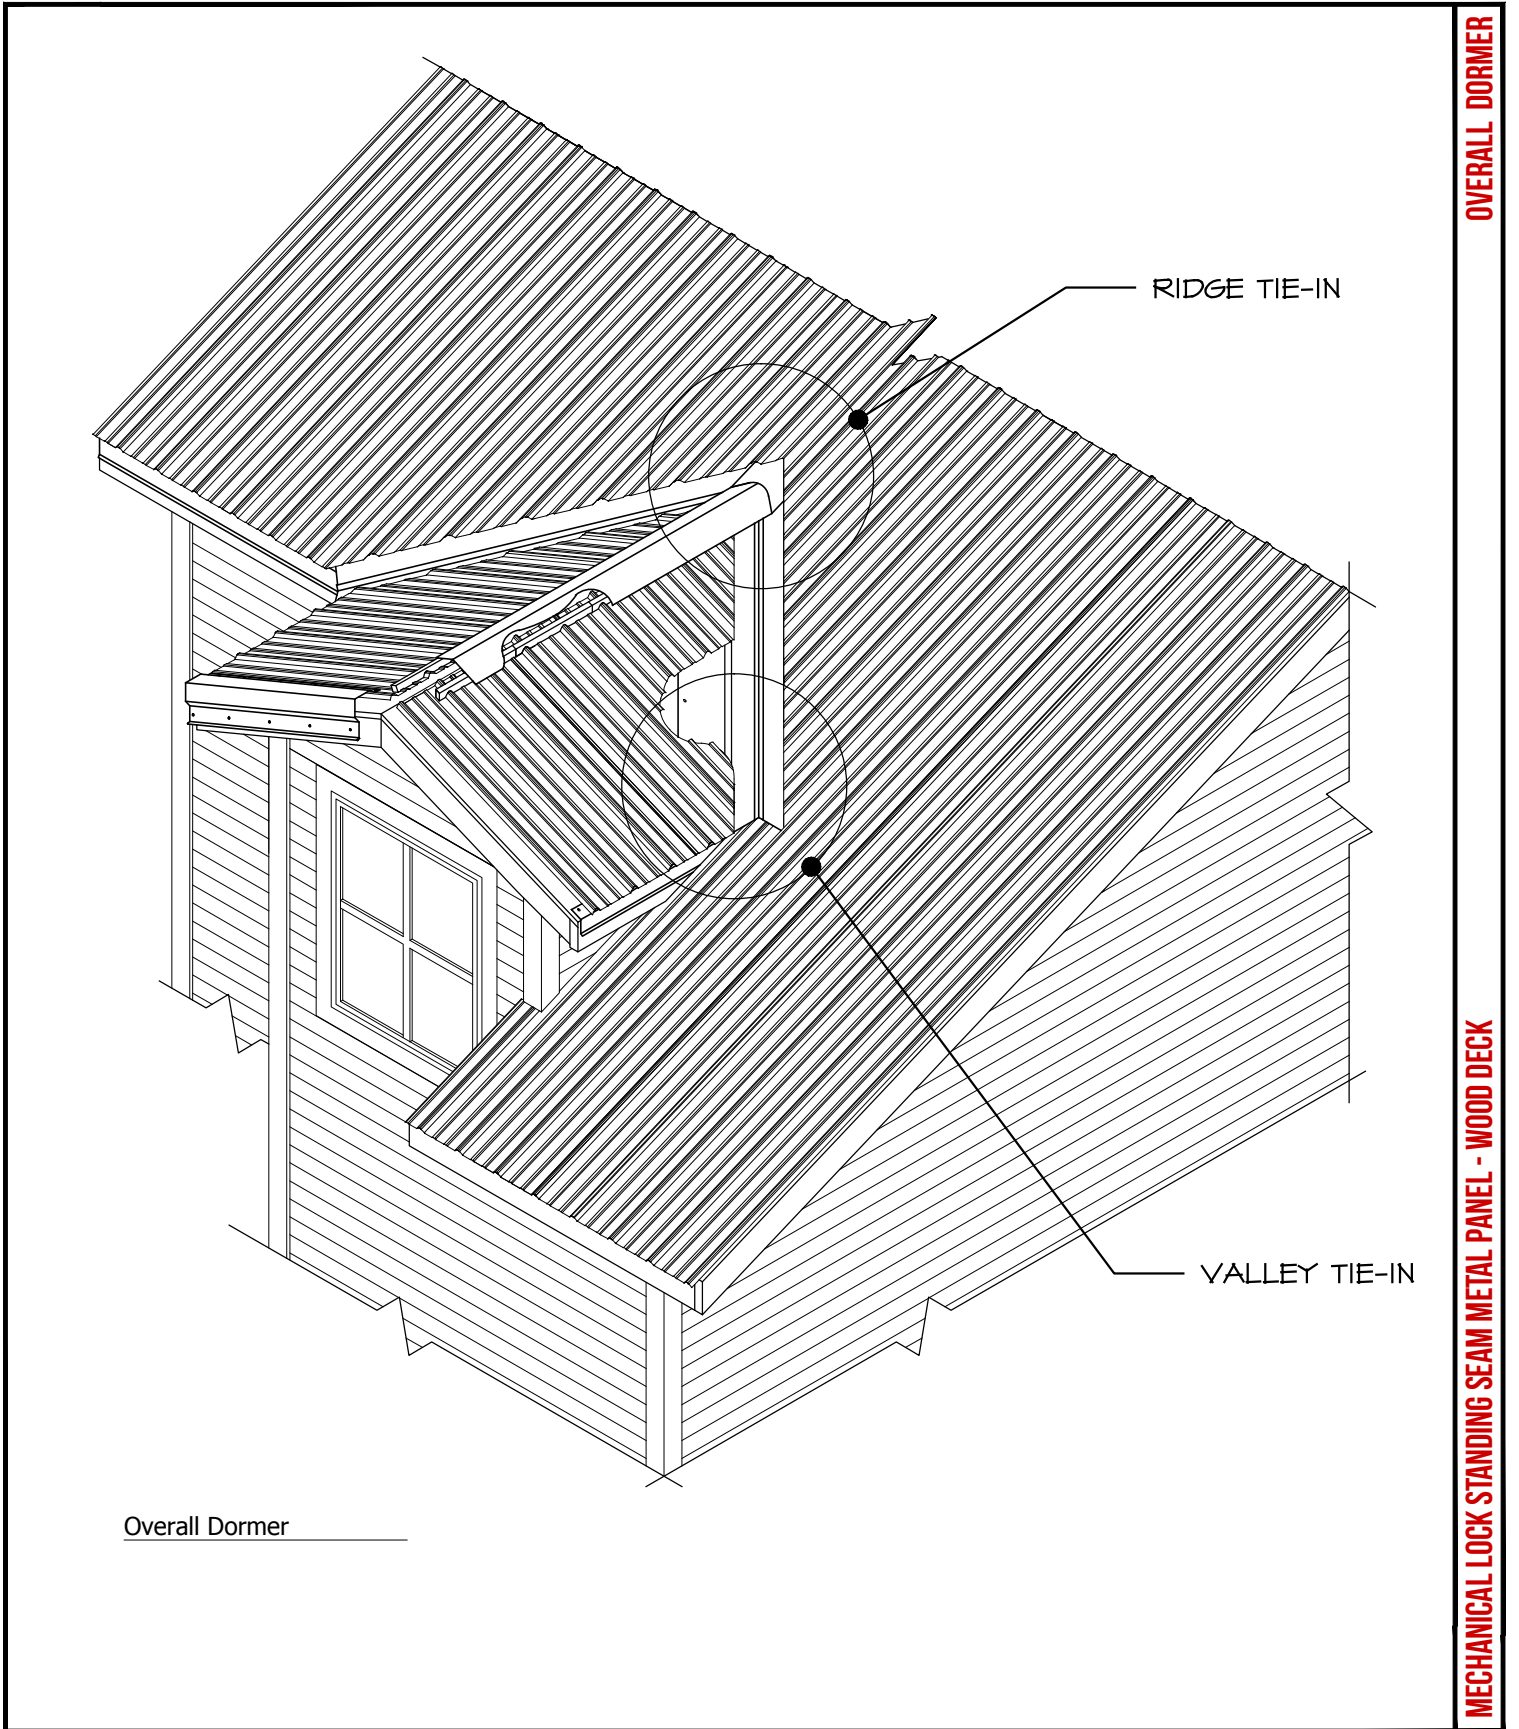 RIDGE TIE-IN
VALLEY TIE-IN
Overall Dormer
OVERALL DORMER
MECHANICAL LOCK STANDING SEAM METAL PANEL - WOOD DECK